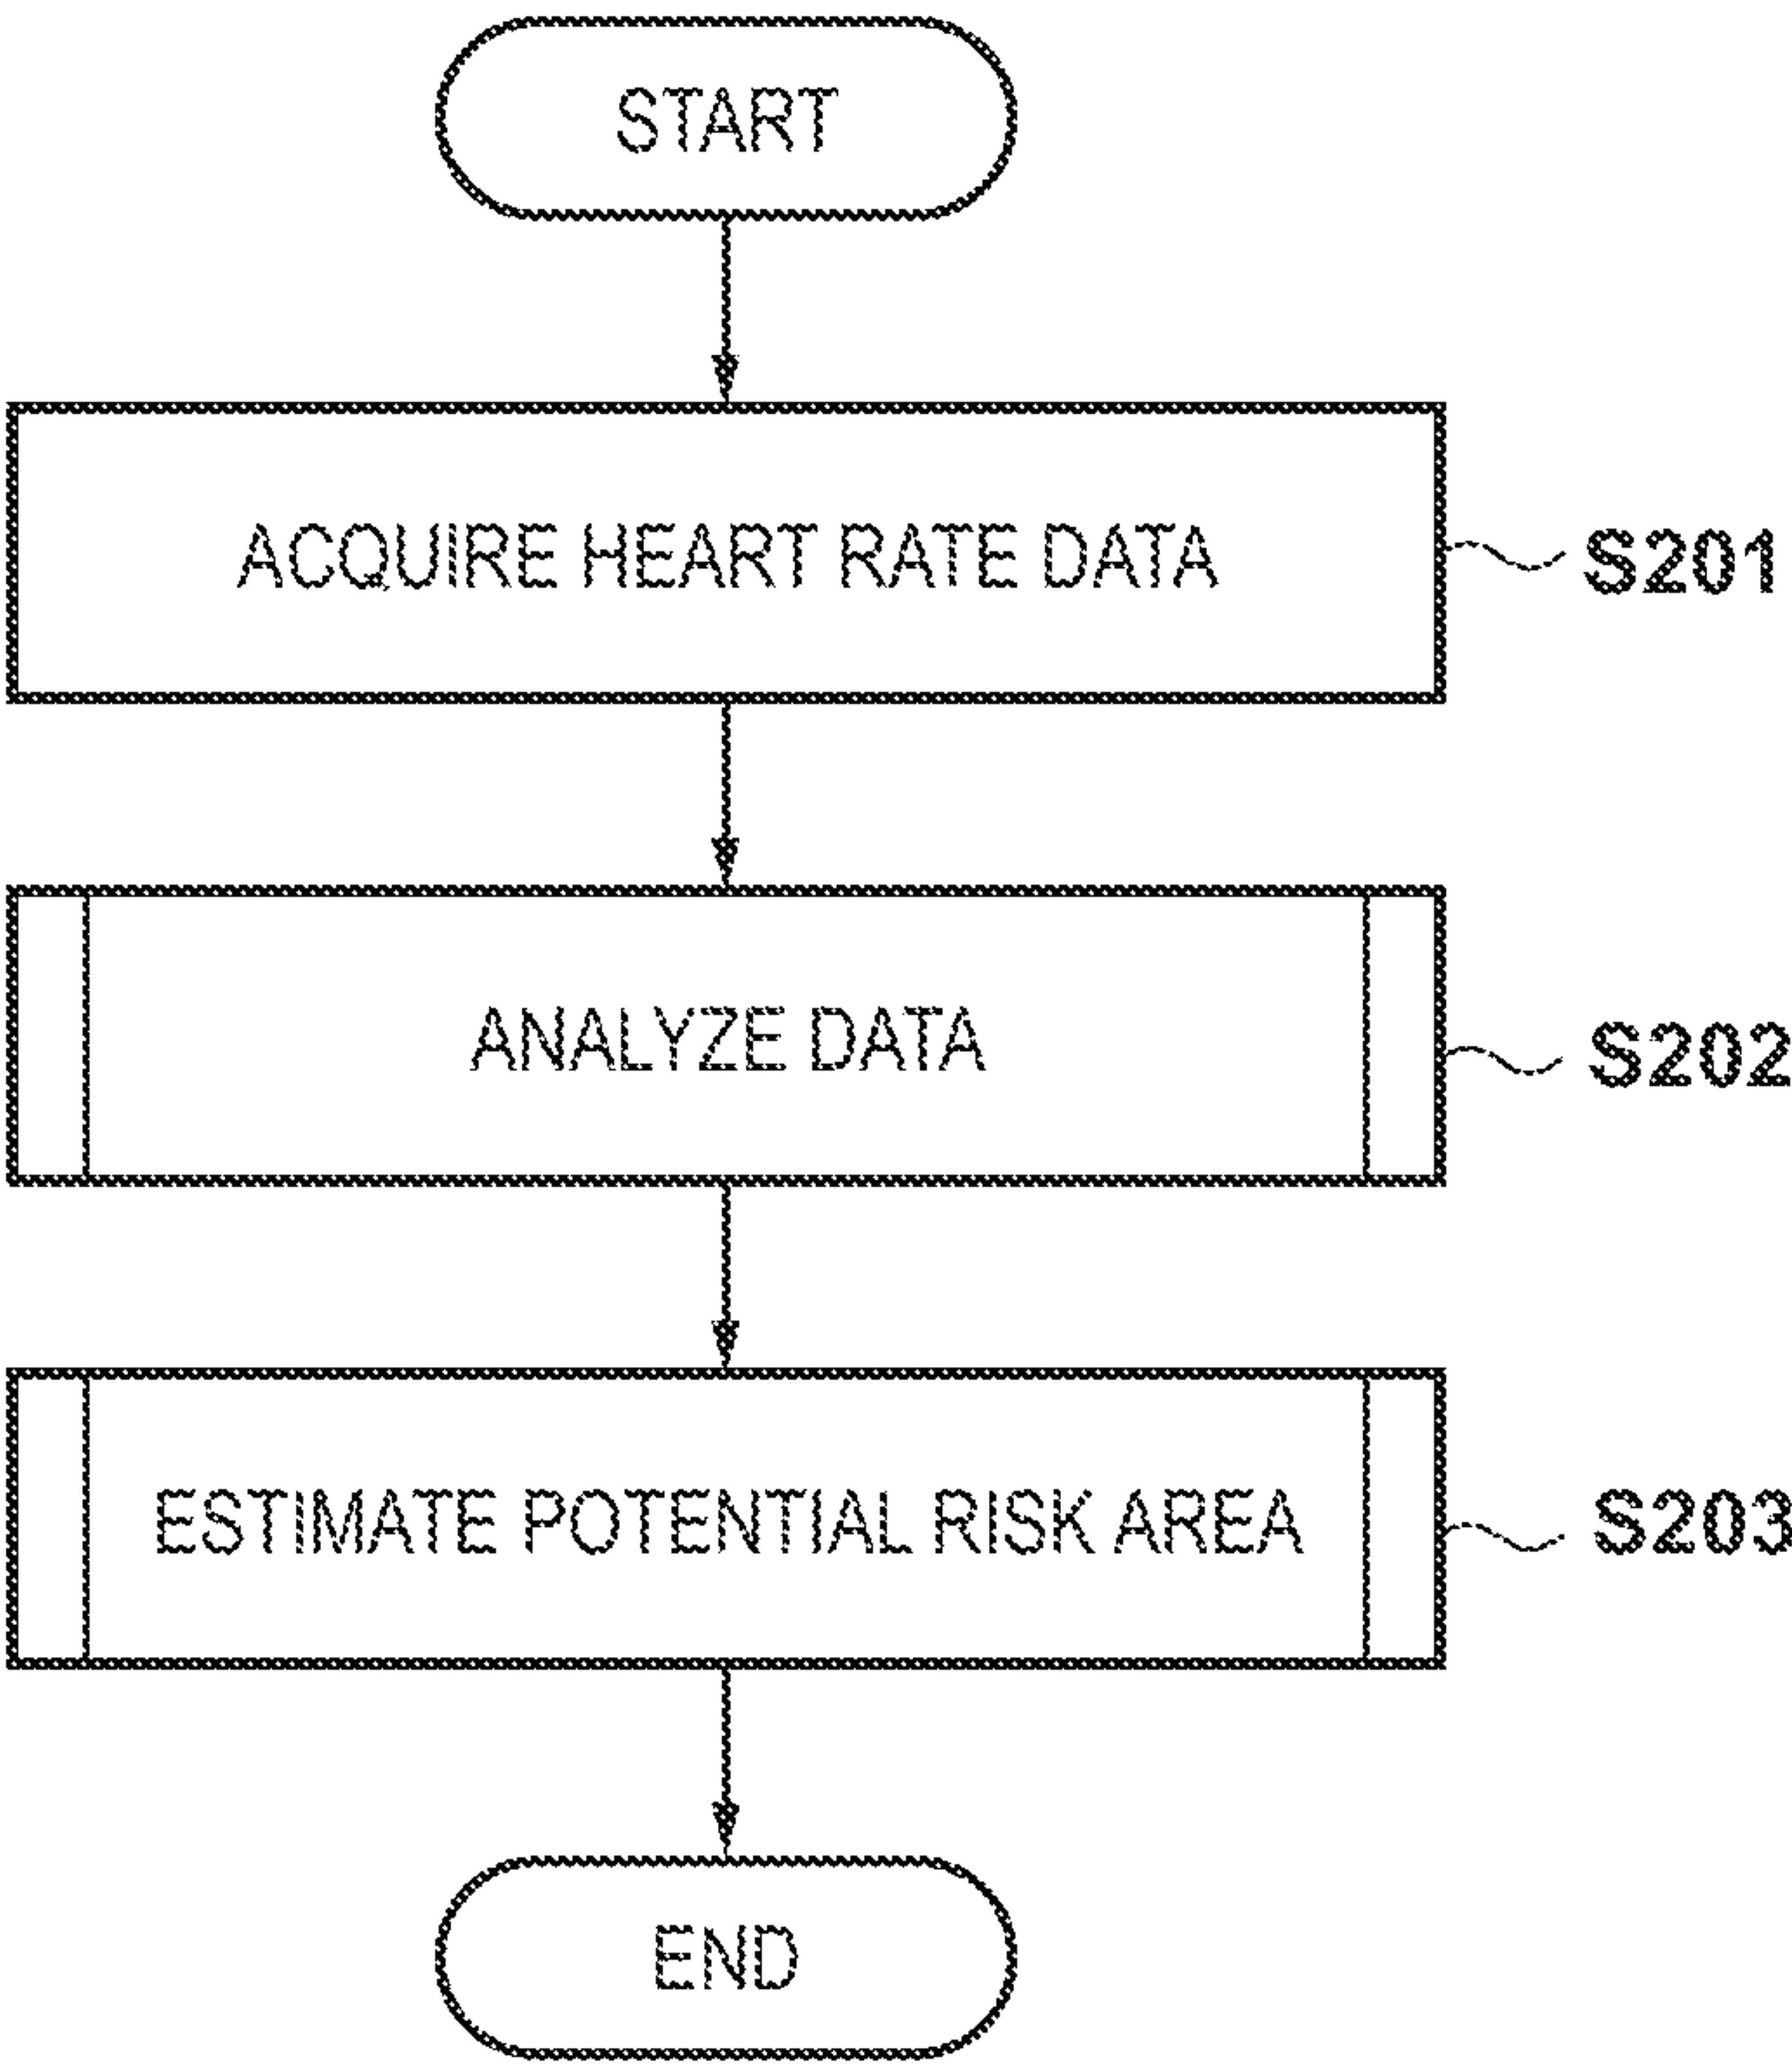 START
ACQUIRE HEART RATE DATA
S201
ANALYZE DATA
S202
ESTIMATE POTENTIAL RISK AREA
S203
END